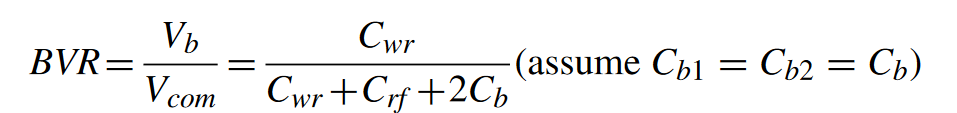 BVR = V_b / V_com = C_wr / (C_wr + C_rf + 2C_b) (assume C_b1 = C_b2 = C_b)